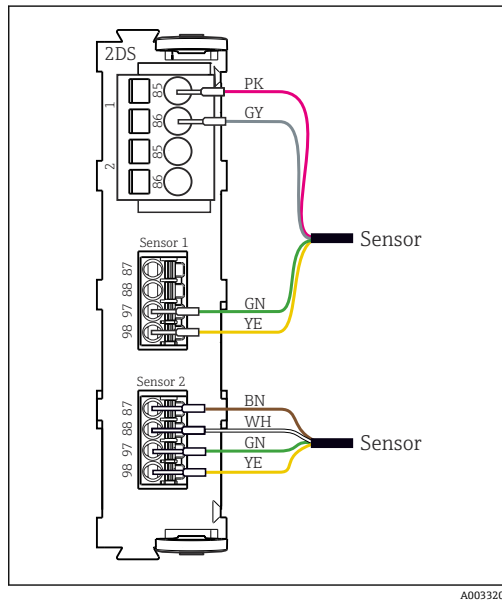 2DS
1
85
PK
86
GY
2
85
86
Sensor
Sensor 1
87
88
97
GN
98
YE
Sensor 2
87
BN
88
WH
97
GN
Sensor
98
YE